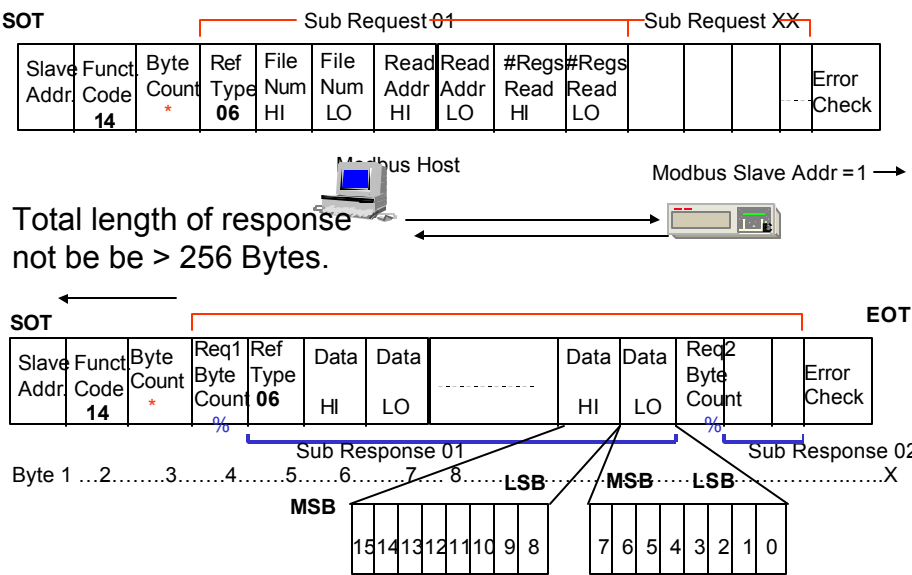 SOT
Sub Request 01 Sub Request XX
Slave Addr. Funct. Code 14 Byte Count * Ref Type 06 File Num HI File Num LO Read Addr HI Read Addr LO #Regs Read HI #Regs Read LO ---- Error Check
Modbus Host
Modbus Slave Addr = 1
Total length of response
not be be > 256 Bytes.
SOT EOT
Slave Addr. Funct. Code 14 Byte Count * Req1 Byte Count % Ref Type 06 Data HI Data LO -------------- Data HI Data LO Req2 Byte Count % Error Check
Sub Response 01 Sub Response 02
Byte 1 ...2.......3.......4.......5.......6.......7.... 8...............................................X
MSB LSB MSB LSB
15 14 13 12 11 10 9 8 7 6 5 4 3 2 1 0